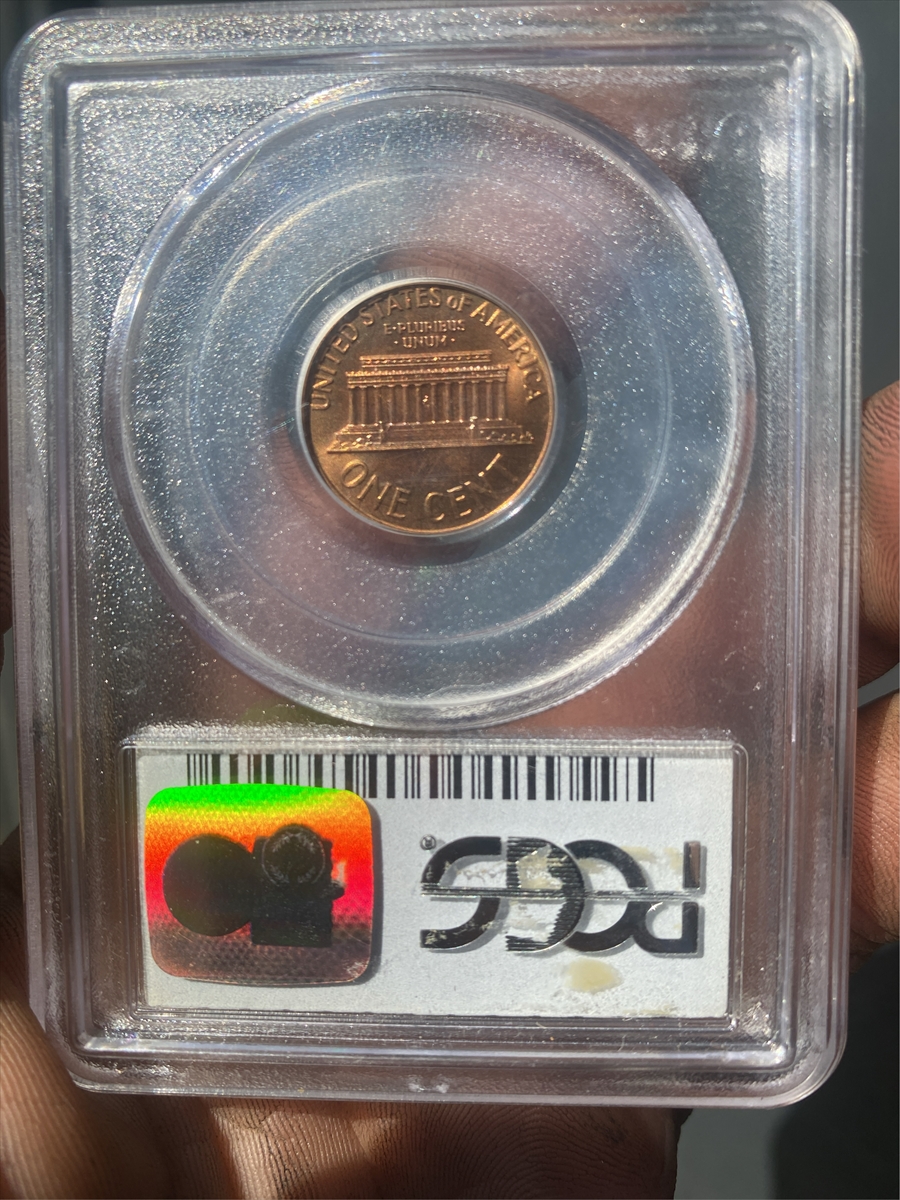 UNITED STATES oF AMERICA
E·PLURIBUS
·UNUM·
ONE CENT
PCGS®